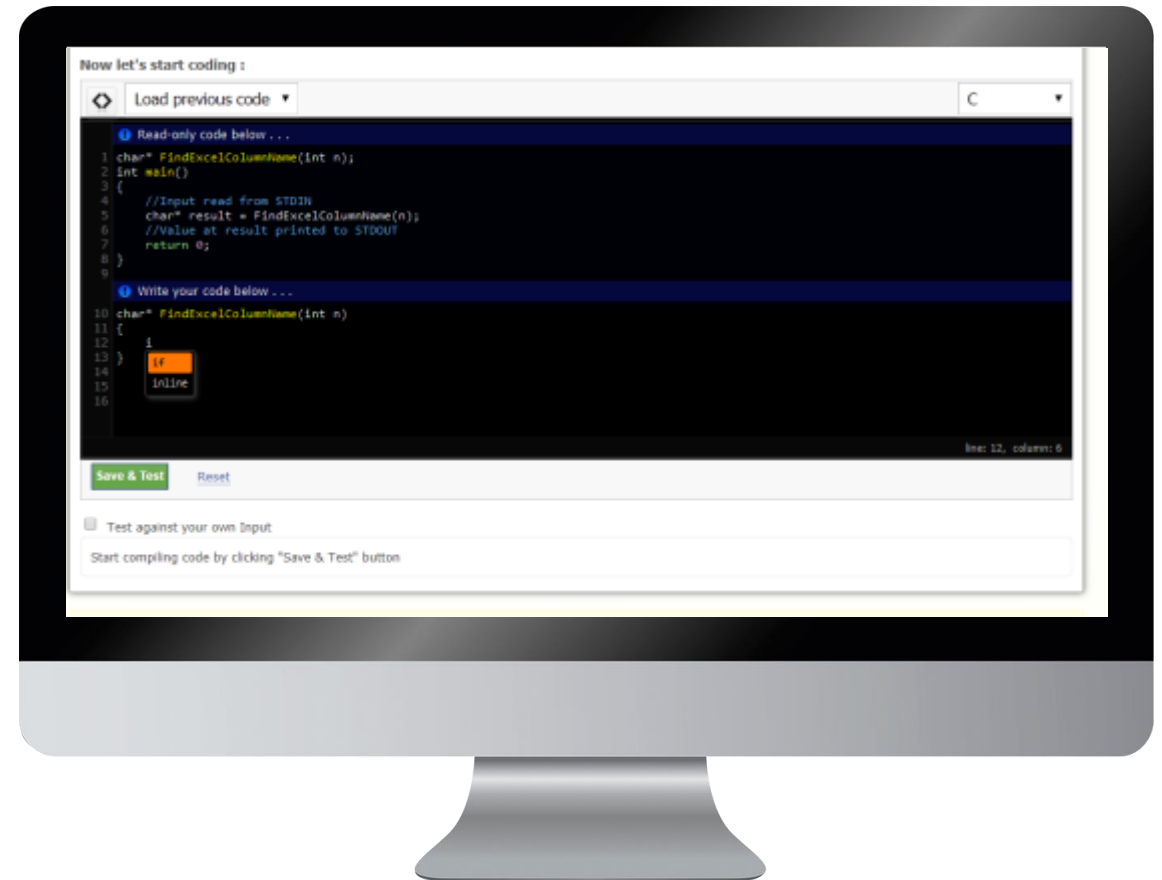 Now let's start coding :
Load previous code
C
Read-only code below . . .
1 char* FindExcelColumnName(int n);
2 int main()
3 {
4 //Input read from STDIN
5 char* result = FindExcelColumnName(n);
6 //Value at result printed to STDOUT
7 return 0;
8 }
9
Write your code below . . .
10 char* FindExcelColumnName(int n)
11 {
12 i
13 }
if
14
inline
15
16
line: 12, column: 6
Save & Test
Reset
Test against your own Input
Start compiling code by clicking "Save & Test" button